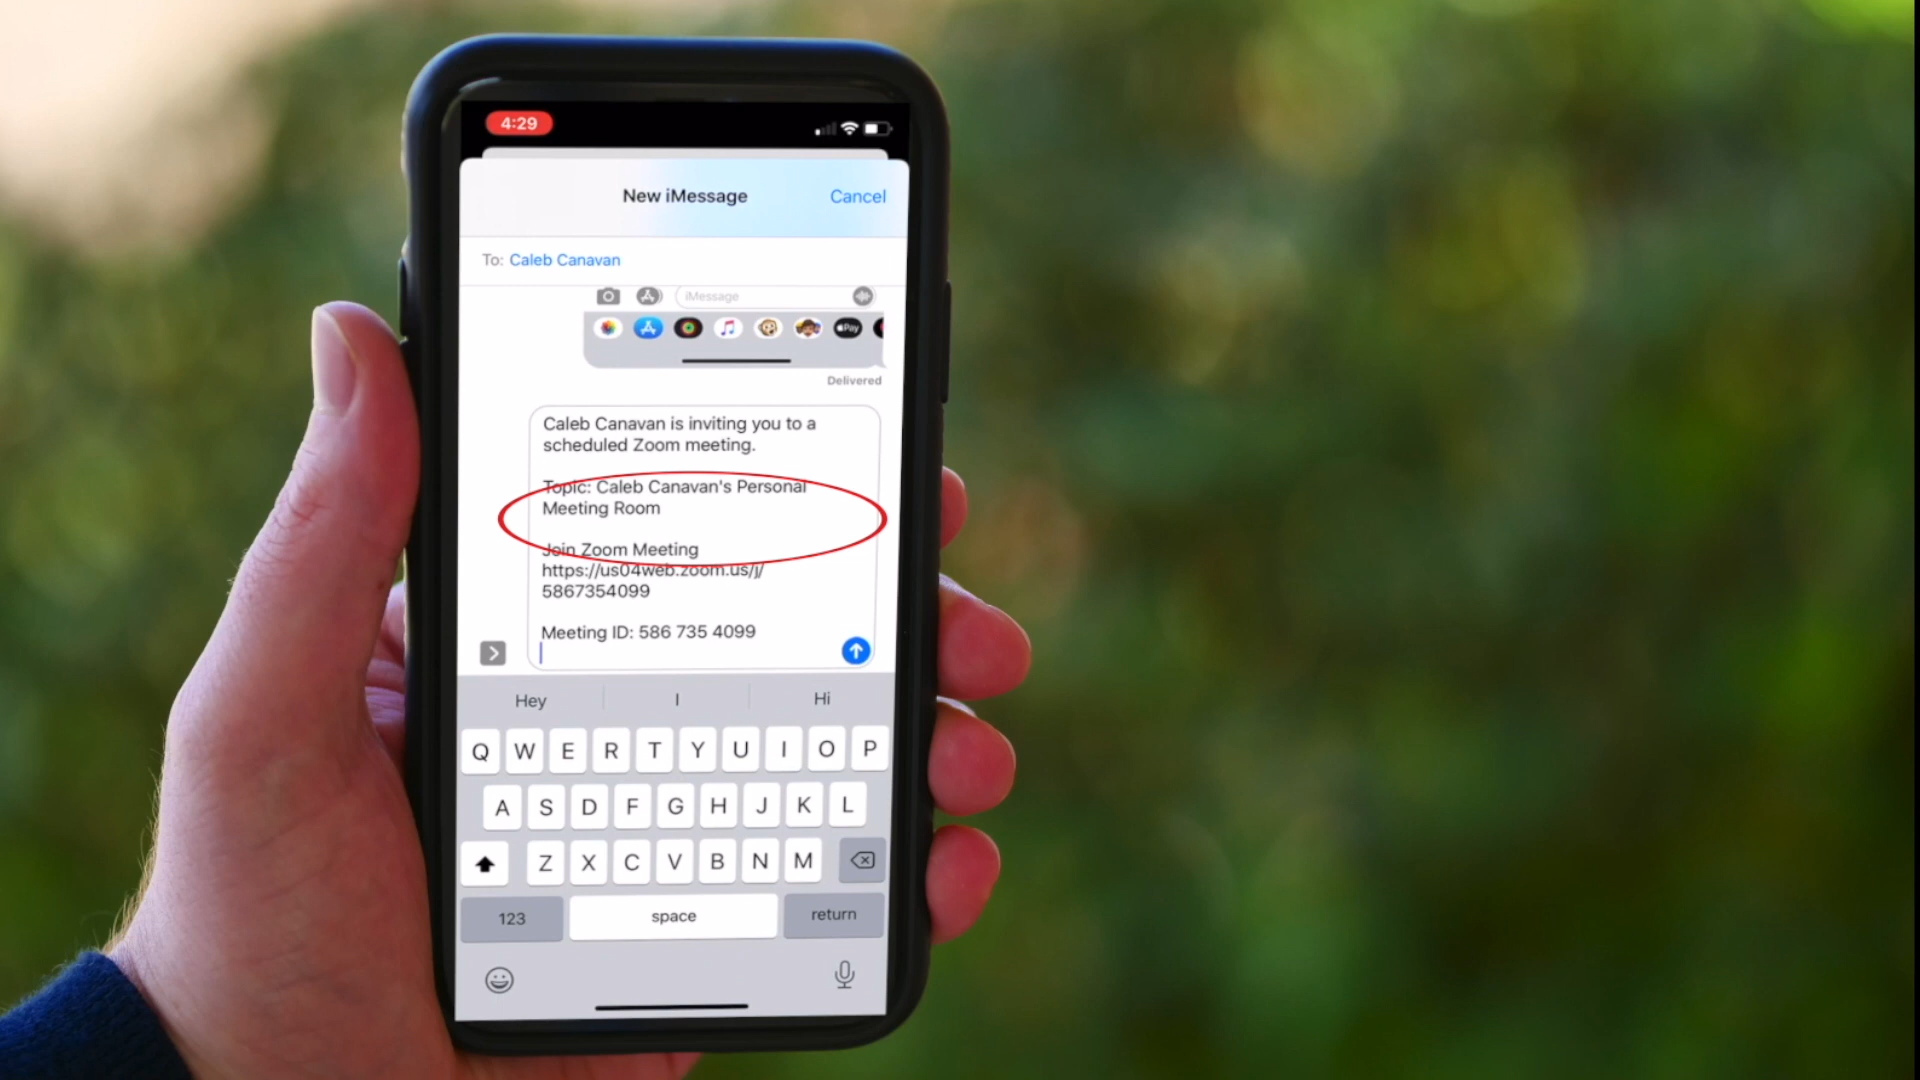 4:29
New iMessage
Cancel
To: Caleb Canavan
iMessage
Pay
Delivered
Caleb Canavan is inviting you to a
scheduled Zoom meeting.
Topic: Caleb Canavan's Personal
Meeting Room
Join Zoom Meeting
https://us04web.zoom.us/j/
5867354099
Meeting ID: 586 735 4099
Hey
I
Hi
Q W E R T Y U I O P
A S D F G H J K L
Z X C V B N M
123
space
return